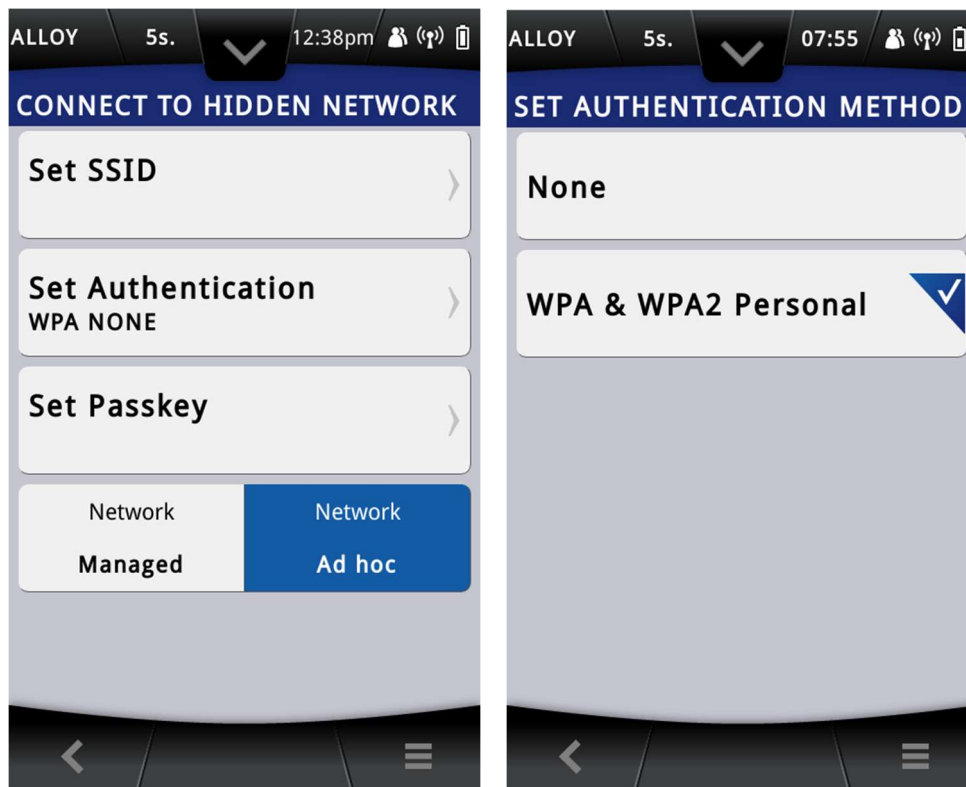 ALLOY 5s. 12:38pm
CONNECT TO HIDDEN NETWORK
Set SSID
Set Authentication
WPA NONE
Set Passkey
Network Network
Managed Ad hoc
ALLOY 5s. 07:55
SET AUTHENTICATION METHOD
None
WPA & WPA2 Personal